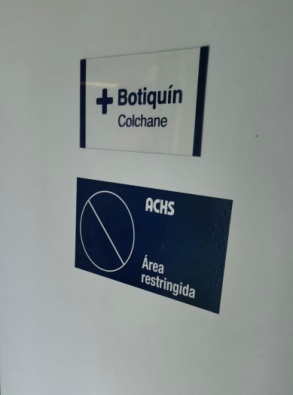 Botiquín
Colchane
ACHS
Área
restringida